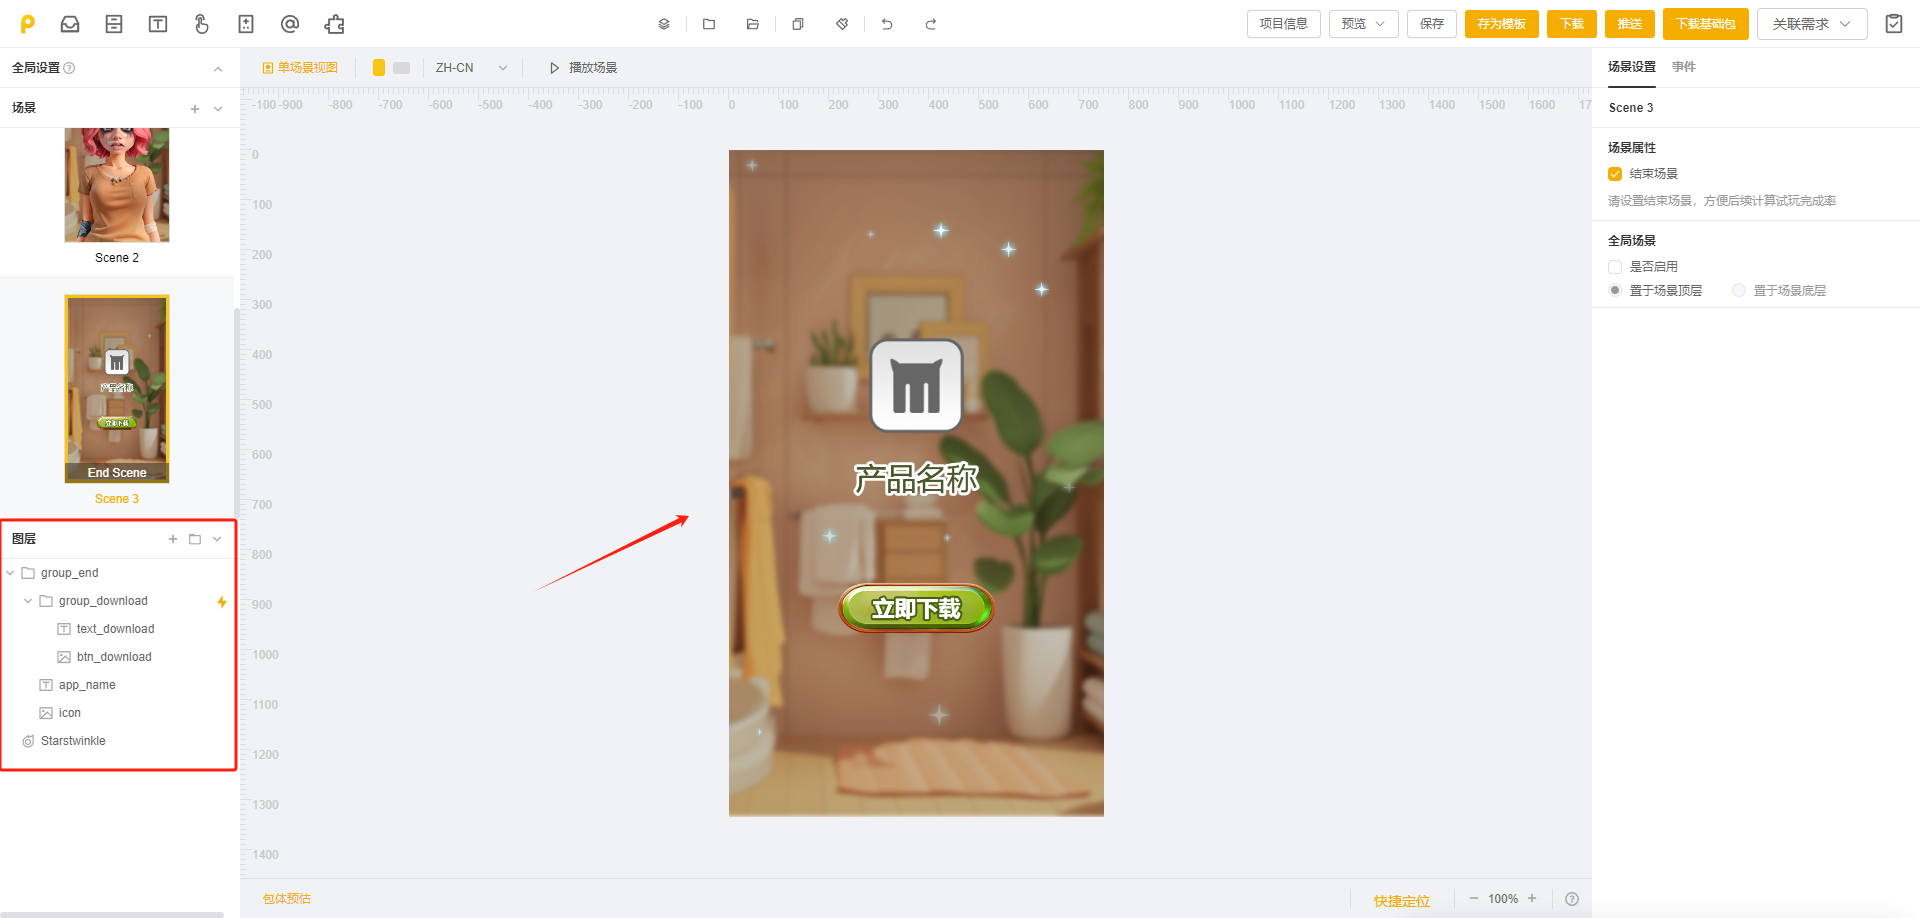 项目信息
预览
保存
存为模板
下载
推送
下载基础包
关联需求
全局设置
单场景视图
ZH-CN
播放场景
场景设置
事件
场景
-100 -900 -800 -700 -600 -500 -400 -300 -200 -100 0 100 200 300 400 500 600 700 800 900 1000 1100 1200 1300 1400 1500 1600 17
Scene 3
0
100
200
300
400
500
600
700
800
900
1000
1100
1200
1300
1400
Scene 2
产品名称
立即下载
End Scene
Scene 3
图层
group_end
group_download
text_download
btn_download
app_name
icon
Starstwinkle
产品名称
立即下载
场景属性
结束场景
请设置结束场景，方便后续计算试玩完成率
全局场景
是否启用
置于场景顶层
置于场景底层
包体预估
快捷定位
100%